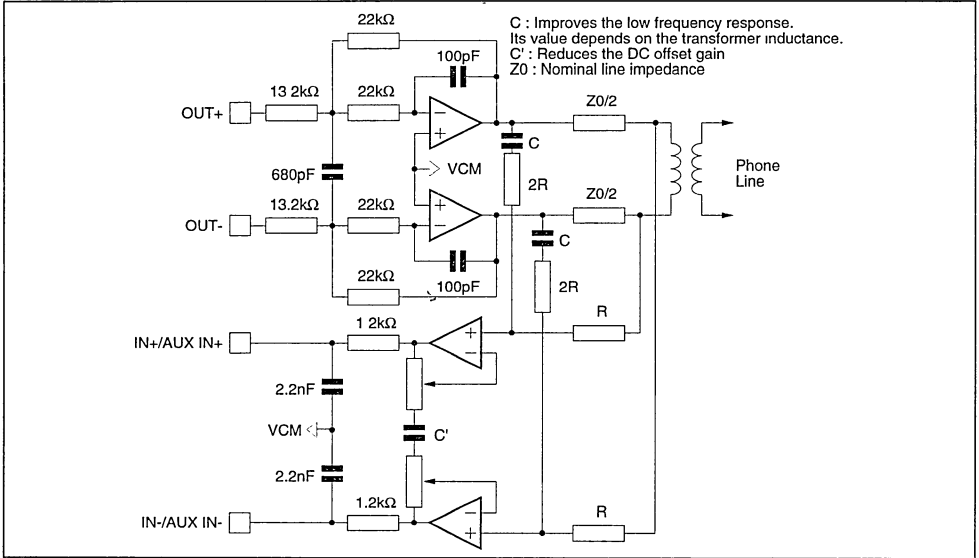 22kΩ
C : Improves the low frequency response.
Its value depends on the transformer inductance.
C' : Reduces the DC offset gain
Z0 : Nominal line impedance
100pF
13 2kΩ
22kΩ
Z0/2
OUT+
−
+
C
VCM
680pF
2R
Phone
Line
13.2kΩ
22kΩ
+
−
Z0/2
OUT-
C
22kΩ
100pF
2R
R
1 2kΩ
IN+/AUX IN+
+
−
2.2nF
VCM
C'
2.2nF
1.2kΩ
−
+
R
IN-/AUX IN-